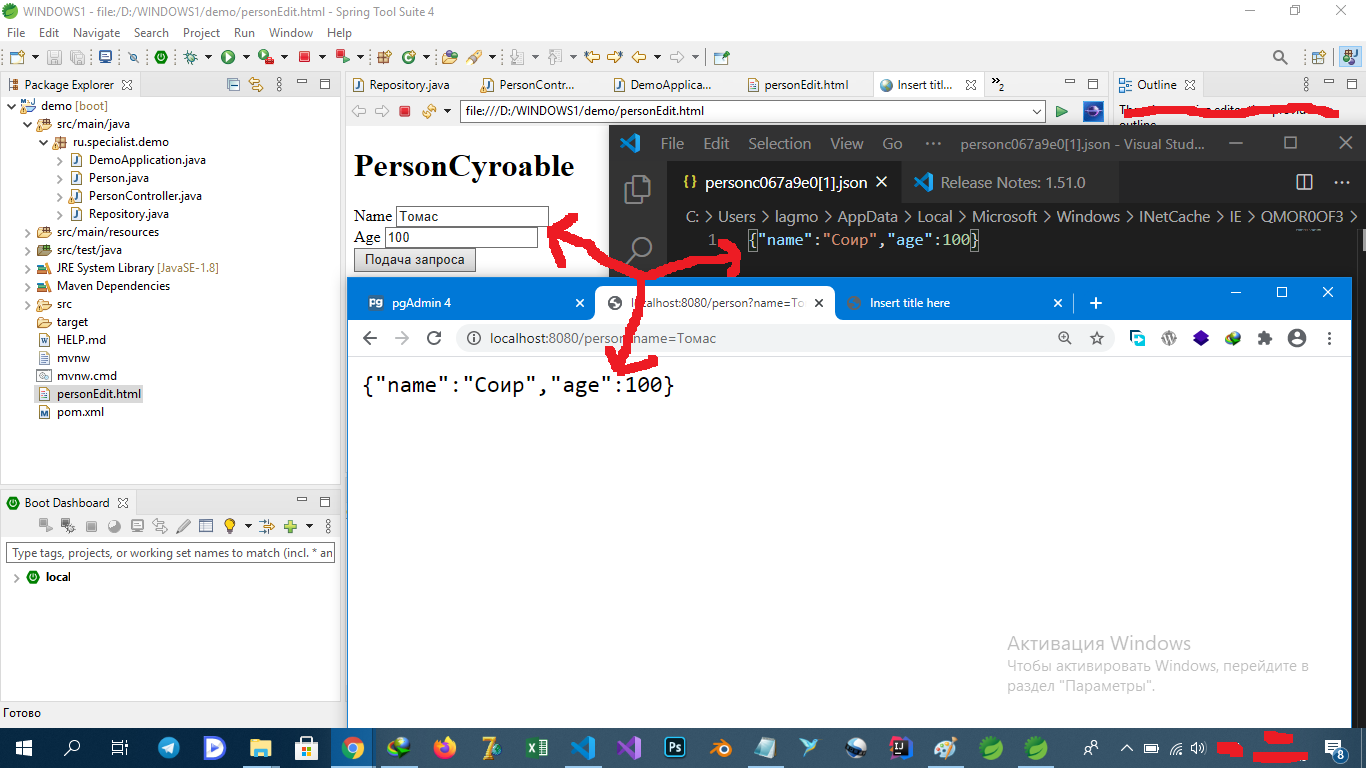 WINDOWS1 - file:/D:/WINDOWS1/demo/personEdit.html - Spring Tool Suite 4
File Edit Navigate Search Project Run Window Help
Package Explorer
demo [boot]
src/main/java
ru.specialist.demo
DemoApplication.java
Person.java
PersonController.java
Repository.java
src/main/resources
src/test/java
JRE System Library [JavaSE-1.8]
Maven Dependencies
src
target
HELP.md
mvnw
mvnw.cmd
personEdit.html
pom.xml
Boot Dashboard
Type tags, projects, or working set names to match (incl. * an
local
Готово
Repository.java PersonContr... DemoApplica... personEdit.html Insert titl... 2
file:///D:/WINDOWS1/demo/personEdit.html
Outline
PersonCyroable
Name Томас
Age 100
Подача запроса
File Edit Selection View Go ··· personc067a9e0[1].json - Visual Stud...
{} personc067a9e0[1].json Release Notes: 1.51.0
C: > Users > lagmo > AppData > Local > Microsoft > Windows > INetCache > IE > QMOR0OF3 >
1 {"name":"Соир","age":100}
pgAdmin 4 localhost:8080/person?name=То Insert title here
localhost:8080/person?name=Томас
{"name":"Соир","age":100}
Активация Windows
Чтобы активировать Windows, перейдите в
раздел "Параметры".
8